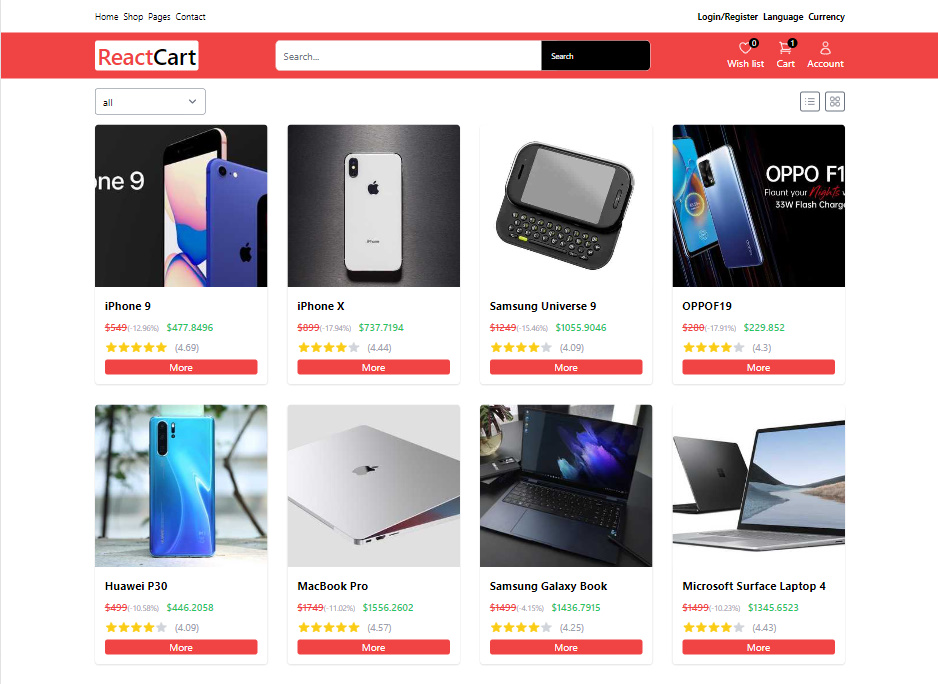 Home Shop Pages Contact
Login/Register Language Currency
ReactCart
Search...
Search
0
Wish list
1
Cart
Account
all
one 9
OPPO F1
Flaunt your Nights
33W Flash Charge
iPhone
iPhone 9
$549(-12.96%) $477.8496
(4.69)
More
iPhone X
$899(-17.94%) $737.7194
(4.44)
More
Samsung Universe 9
$1249(-15.46%) $1055.9046
(4.09)
More
OPPOF19
$280(-17.91%) $229.852
(4.3)
More
Huawei P30
$499(-10.58%) $446.2058
(4.09)
More
MacBook Pro
$1749(-11.02%) $1556.2602
(4.57)
More
Samsung Galaxy Book
$1499(-4.15%) $1436.7915
(4.25)
More
Microsoft Surface Laptop 4
$1499(-10.23%) $1345.6523
(4.43)
More